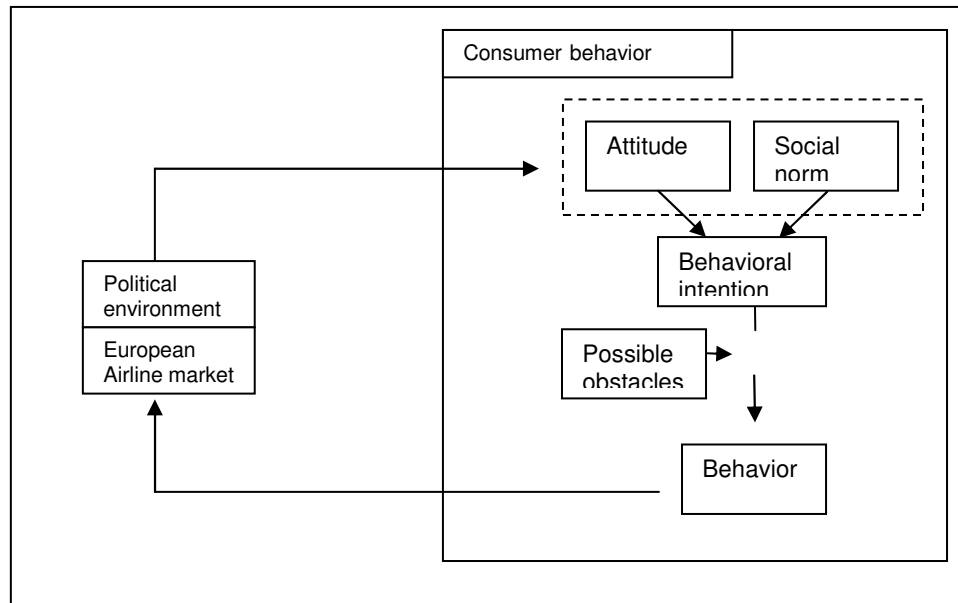 Consumer behavior
Attitude
Social
norm
Behavioral
intention
Political
environment
European
Airline market
Possible
obstacles
Behavior